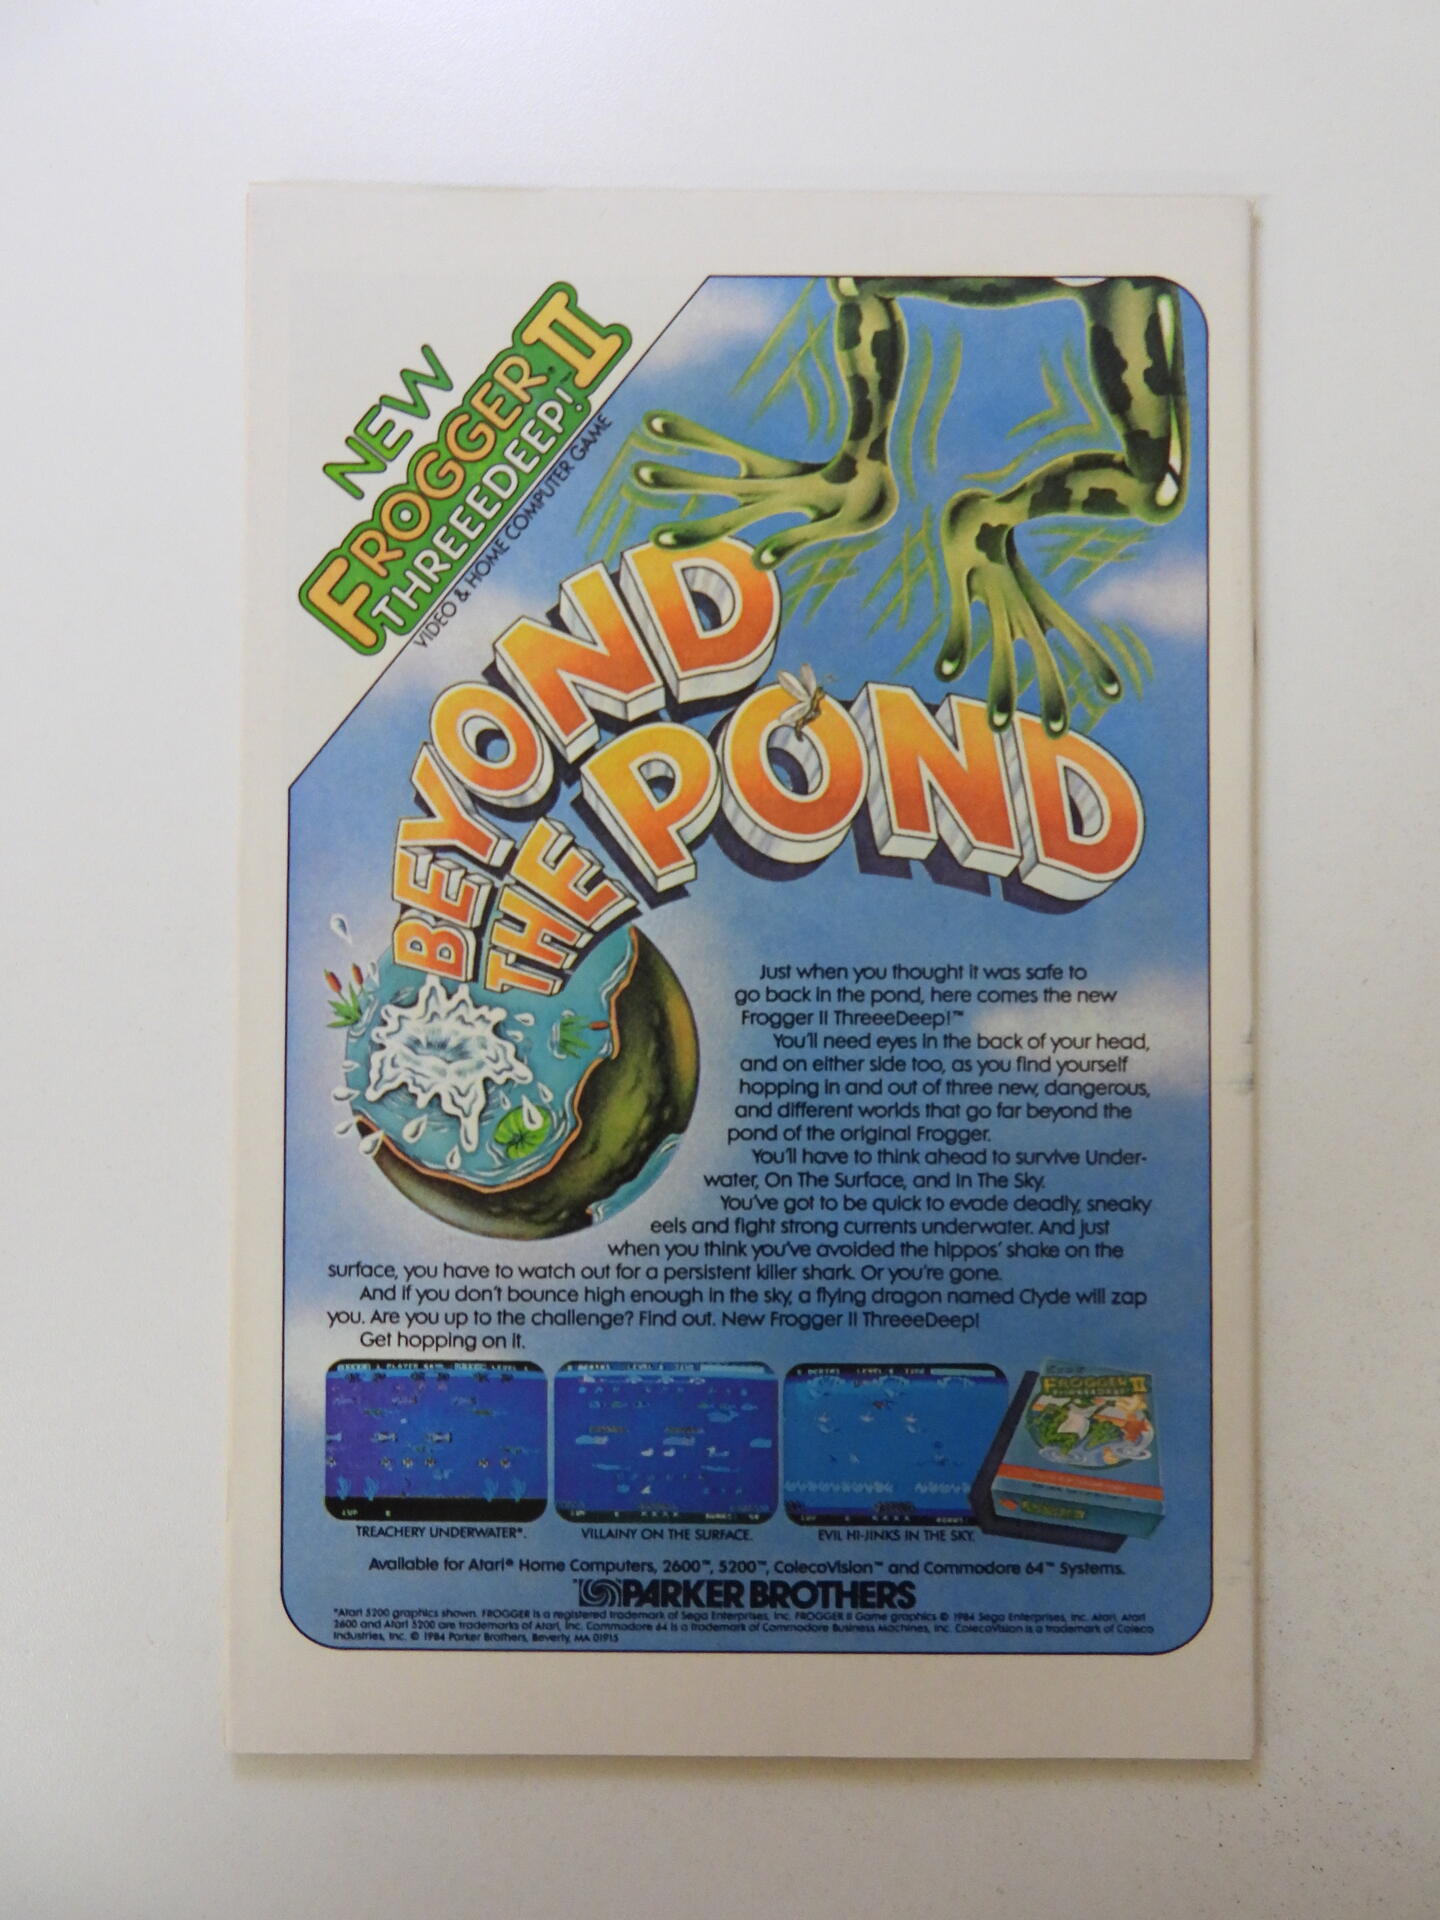 NEW
FROGGER II
THREEEDEEP!™
VIDEO & HOME COMPUTER GAME
BEYOND
THE POND
Just when you thought it was safe to
go back in the pond, here comes the new
Frogger II ThreeeDeep!™
You'll need eyes in the back of your head,
and on either side too, as you find yourself
hopping in and out of three new, dangerous,
and different worlds that go far beyond the
pond of the original Frogger.
You'll have to think ahead to survive Under-
water, On The Surface, and In The Sky.
You've got to be quick to evade deadly, sneaky
eels and fight strong currents underwater. And just
when you think you've avoided the hippos' shake on the
surface, you have to watch out for a persistent killer shark. Or you're gone.
And if you don't bounce high enough in the sky, a flying dragon named Clyde will zap
you. Are you up to the challenge? Find out. New Frogger II ThreeeDeep!
Get hopping on it.
FROGGER II
TREACHERY UNDERWATER*.
VILLAINY ON THE SURFACE.
EVIL HI-JINKS IN THE SKY.
Available for Atari® Home Computers, 2600™, 5200™, ColecoVision™ and Commodore 64™ Systems.
PARKER BROTHERS
*Atari 5200 graphics shown. FROGGER is a registered trademark of Sega Enterprises, Inc. FROGGER II Game graphics © 1984 Sega Enterprises, Inc. Atari, Atari
2600 and Atari 5200 are trademarks of Atari, Inc. Commodore 64 is a trademark of Commodore Business Machines, Inc. ColecoVision is a trademark of Coleco
Industries, Inc. © 1984 Parker Brothers, Beverly, MA 01915